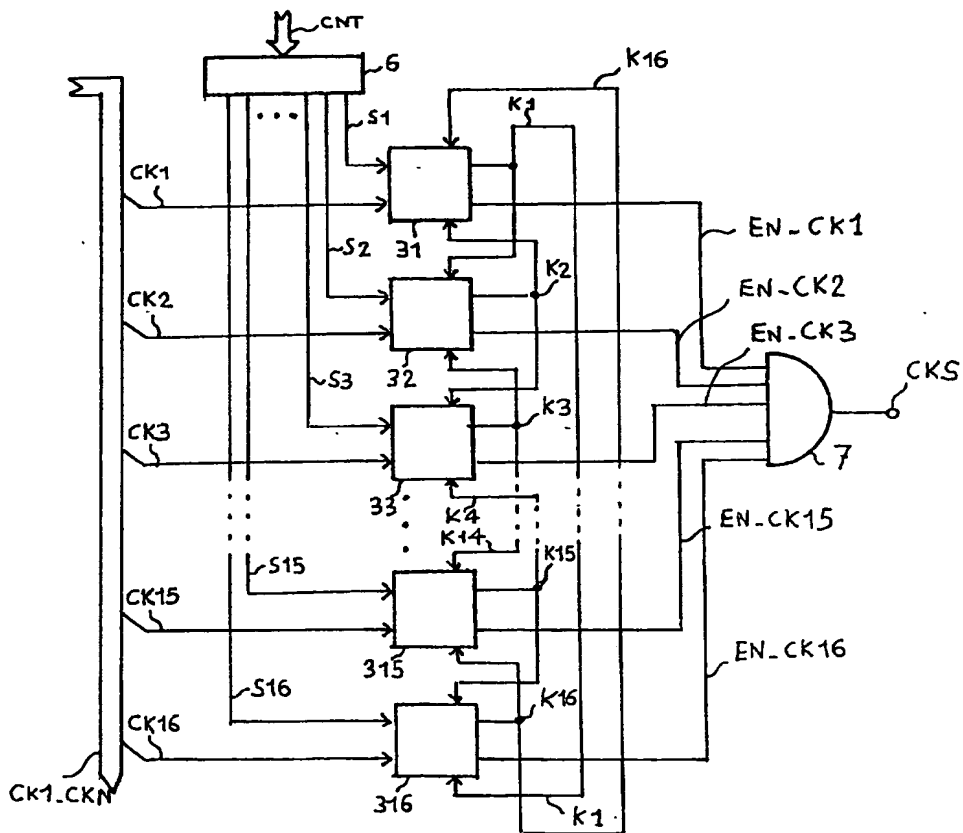 CNT
6
K16
K1
S1
CK1
31
EN_CK1
S2
K2
CK2
EN_CK2
32
EN_CK3
CKS
S3
K3
CK3
7
33
K4
K14
EN_CK15
S15
K15
CK15
315
EN_CK16
S16
K16
CK16
CK1_CKN
316
K1